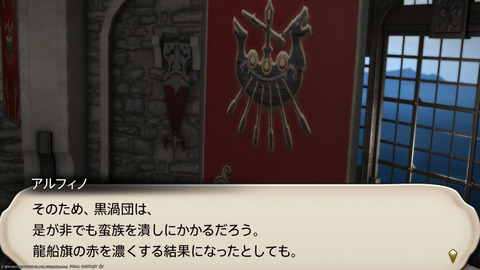 アルフィノ
そのため、黒渦団は、
是が非でも蛮族を潰しにかかるだろう。
龍船旗の赤を濃くする結果になったとしても。